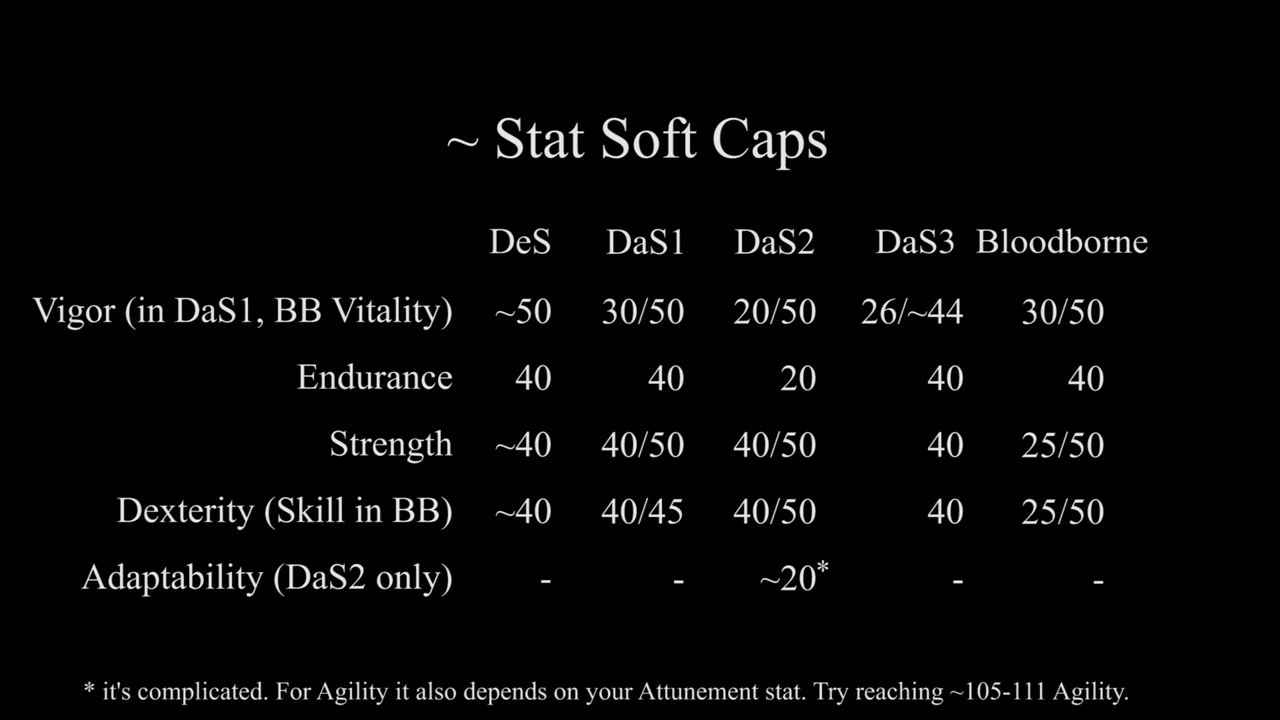 ~ Stat Soft Caps
DeS DaS1 DaS2 DaS3 Bloodborne
Vigor (in DaS1, BB Vitality) ~50 30/50 20/50 26/~44 30/50
Endurance 40 40 20 40 40
Strength ~40 40/50 40/50 40 25/50
Dexterity (Skill in BB) ~40 40/45 40/50 40 25/50
Adaptability (DaS2 only) - - ~20* - -
* it's complicated. For Agility it also depends on your Attunement stat. Try reaching ~105-111 Agility.